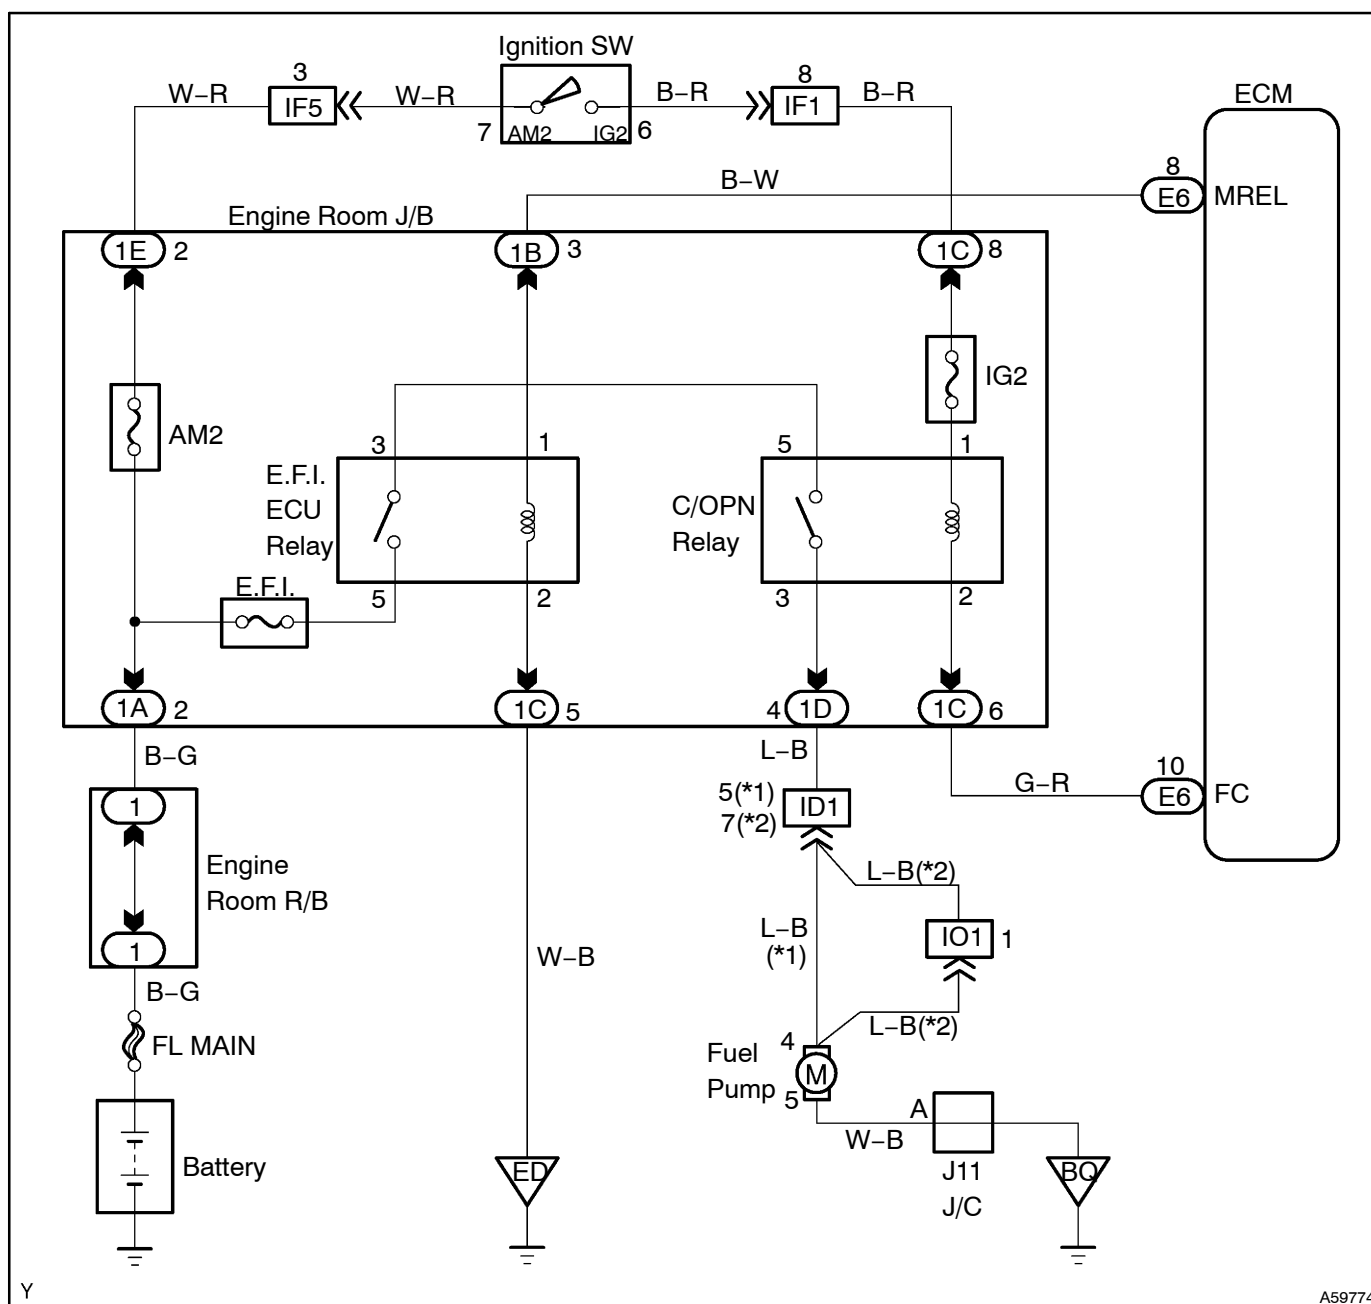 Ignition SW
3
8
W–R
IF5
W–R
B–R
IF1
B–R
ECM
7
AM2
IG2
6
B–W
8
E6
MREL
Engine Room J/B
1E
2
1B
3
1C
8
IG2
AM2
3
1
5
1
E.F.I.
ECU
Relay
C/OPN
Relay
E.F.I.
5
2
3
2
1A
2
1C
5
4
1D
1C
6
B–G
L–B
10
G–R
E6
FC
1
5(*1)
7(*2)
ID1
Engine
Room R/B
L–B(*2)
L–B
(*1)
IO1
1
1
W–B
B–G
L–B(*2)
FL MAIN
4
Fuel
Pump
M
5
A
W–B
Battery
ED
J11
J/C
BQ
Y
A59774